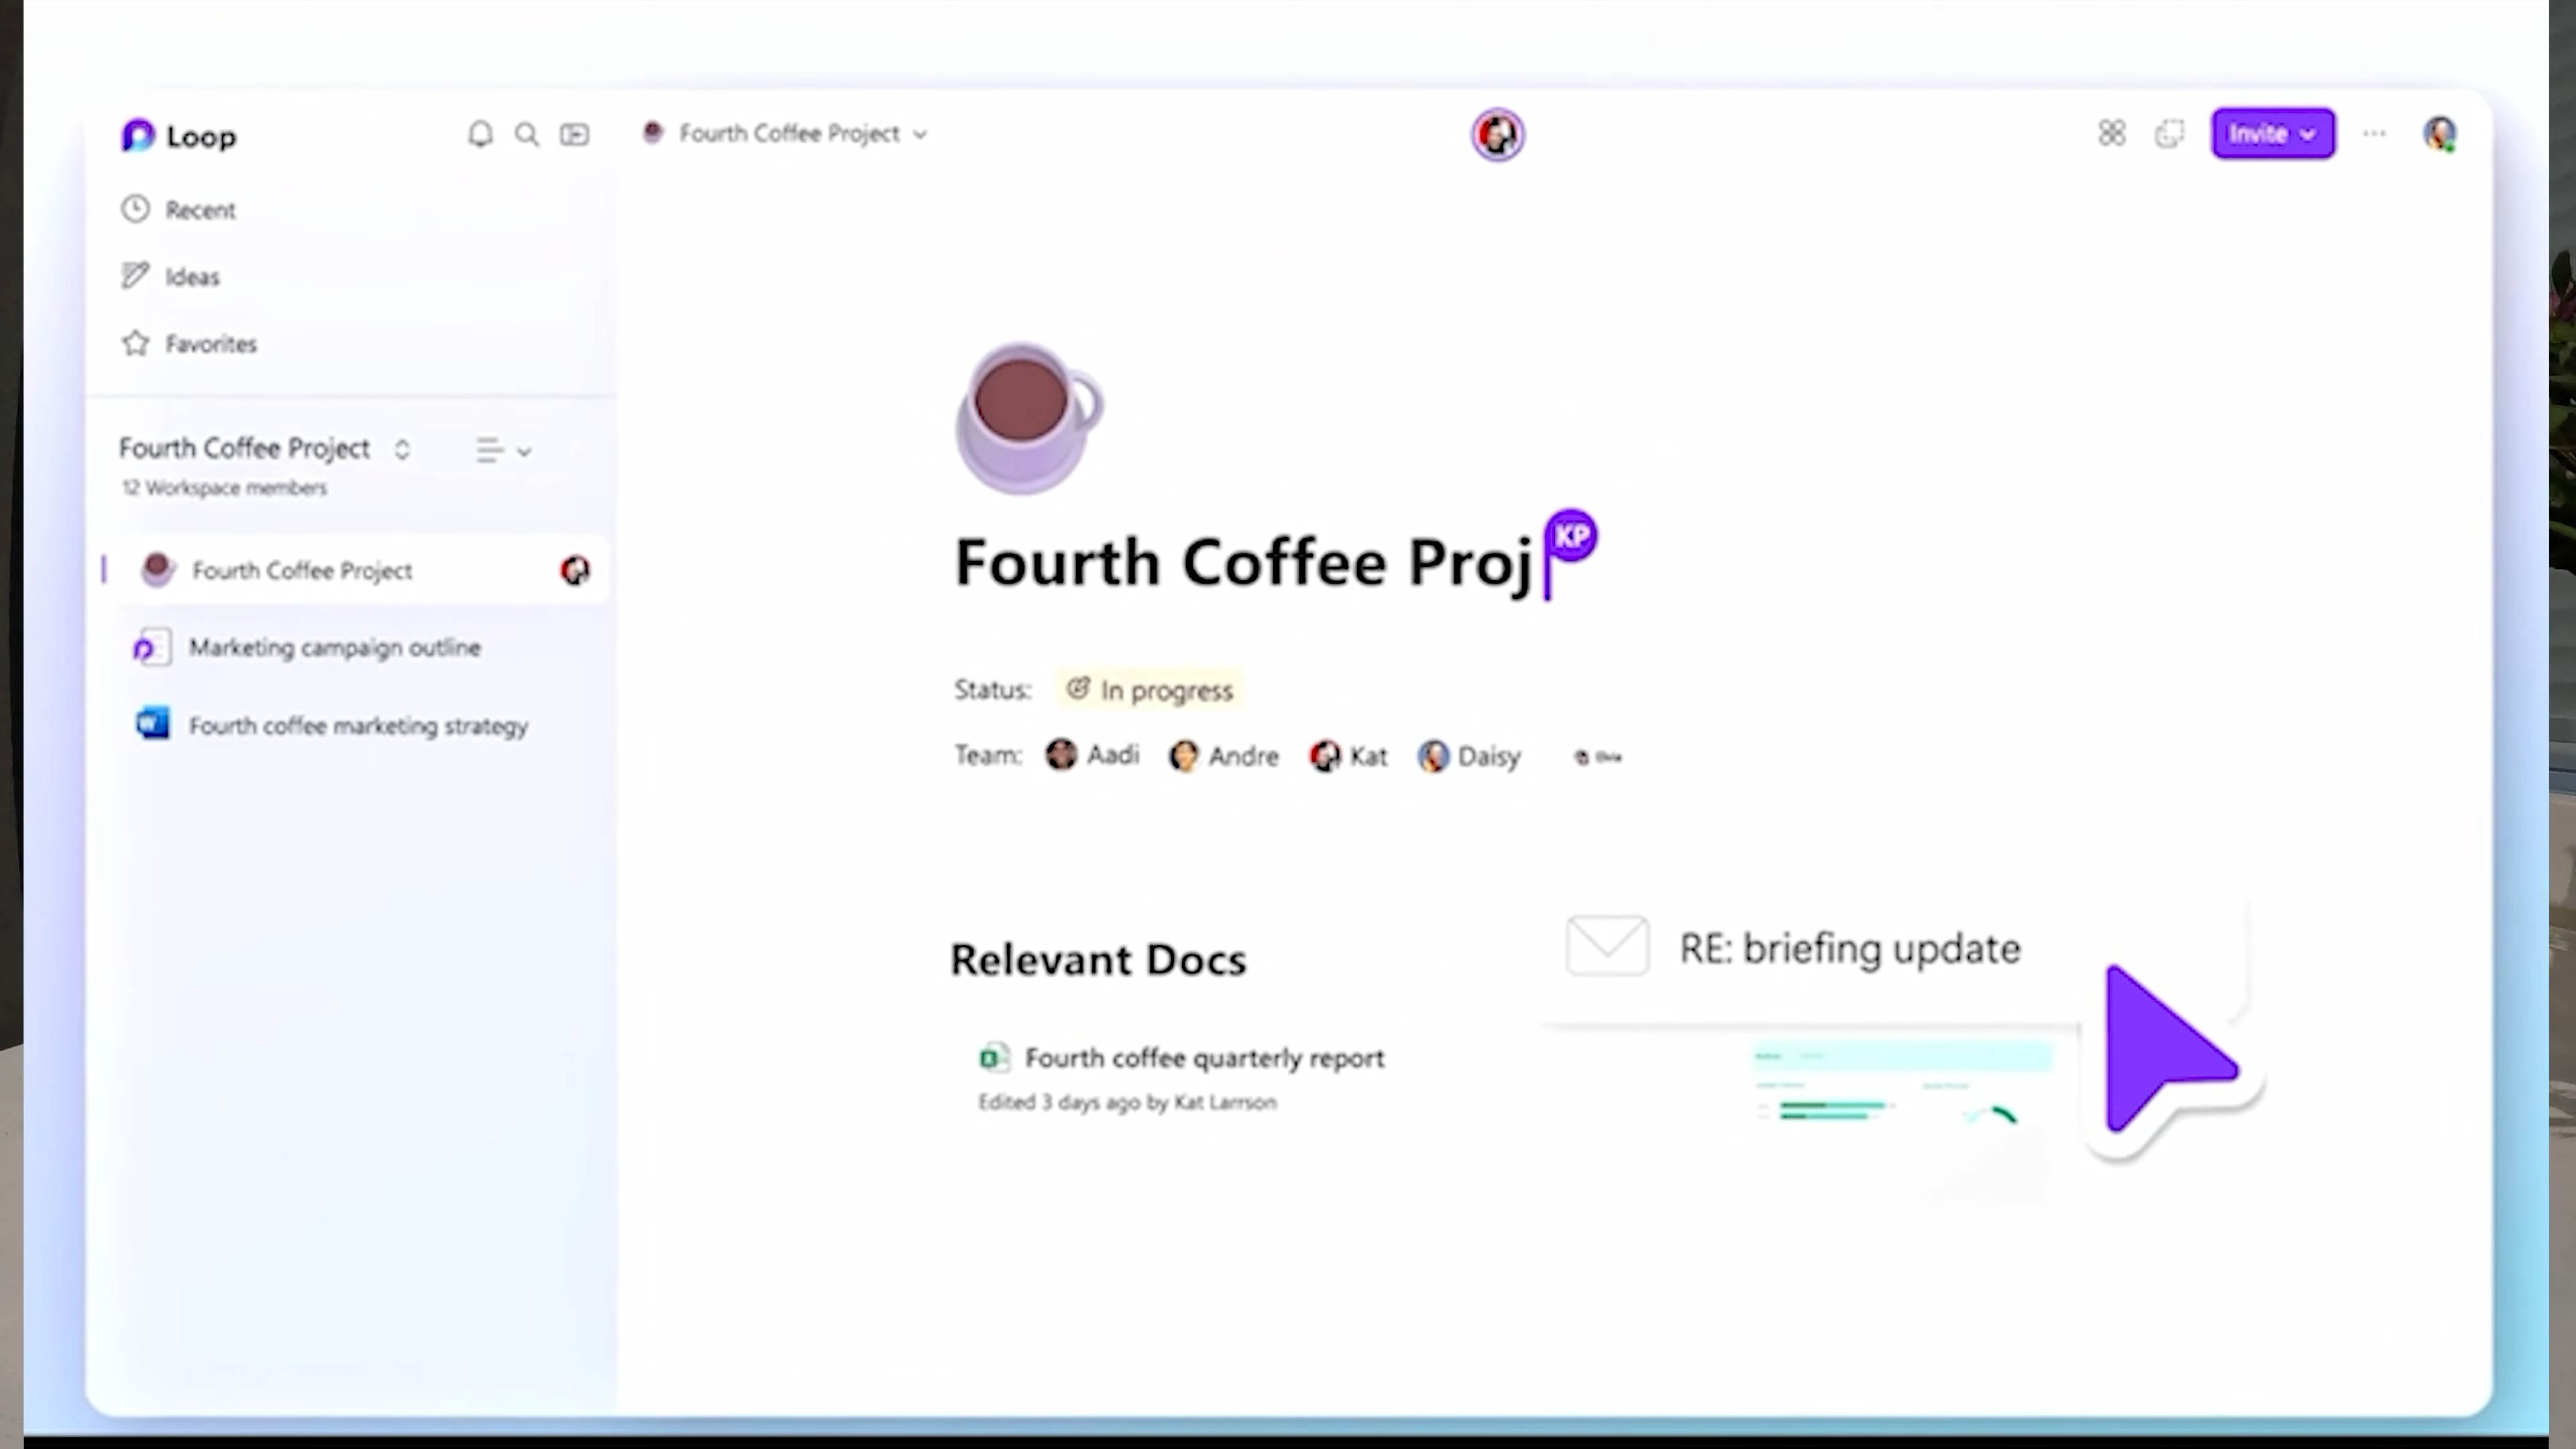 Loop
Recent
Ideas
Favorites
Fourth Coffee Project
12 Workspace members
Fourth Coffee Project
Marketing campaign outline
W
Fourth coffee marketing strategy
Fourth Coffee Project
Invite
Fourth Coffee Proj
KP
Status: In progress
Team: Aadi Andre Kat Daisy
Relevant Docs
Fourth coffee quarterly report
Edited 3 days ago by Kat Larrson
RE: briefing update